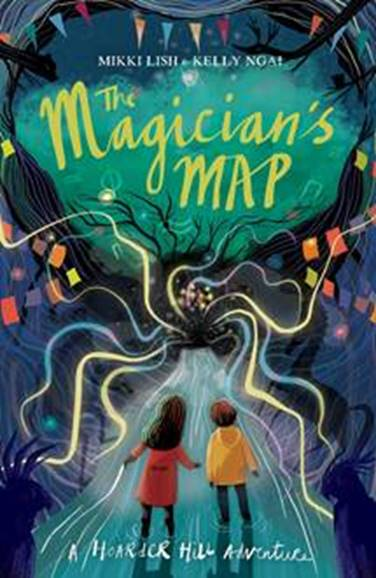 MIKKI LISH & KELLY NGAI
The
Magician's
MAP
A HOARDER HILL Adventure